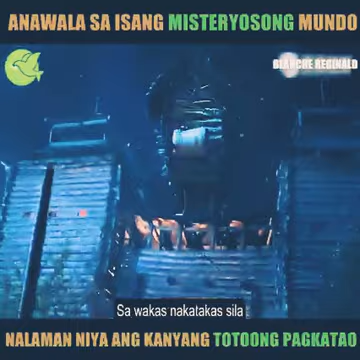 ANAWALA SA ISANG MISTERYOSONG MUNDO
BLANCHE REGINALD
Sa wakas nakatakas sila
NALAMAN NIYA ANG KANYANG TOTOONG PAGKATAO